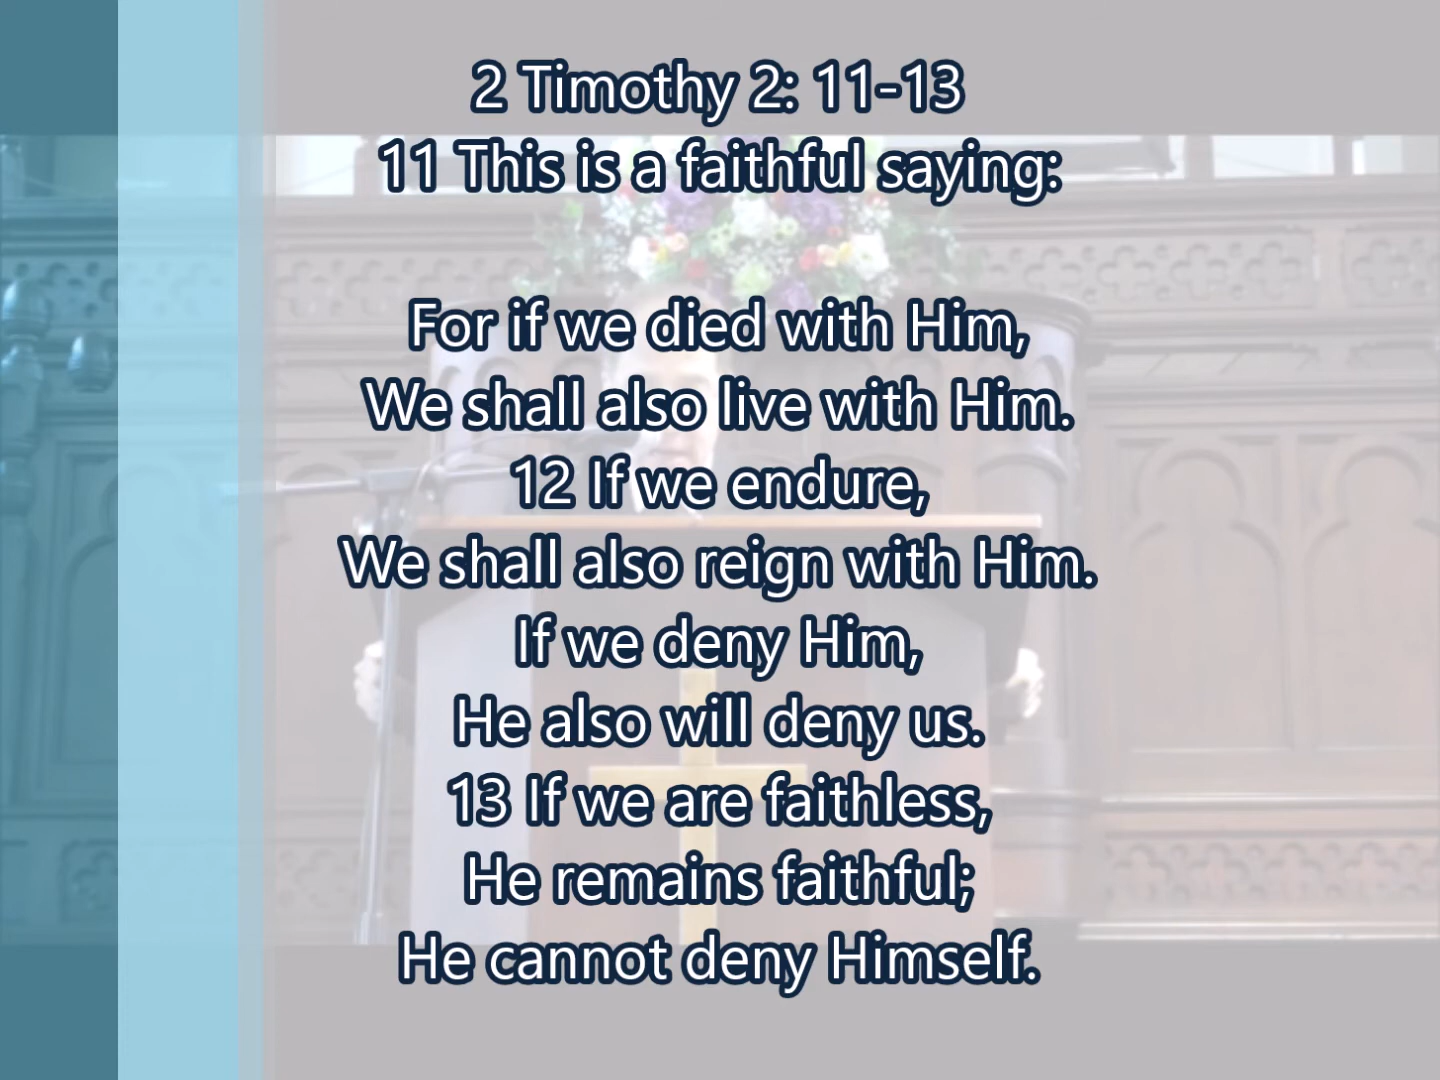 2 Timothy 2: 11-13
11 This is a faithful saying:
For if we died with Him,
We shall also live with Him.
12 If we endure,
We shall also reign with Him.
If we deny Him,
He also will deny us.
13 If we are faithless,
He remains faithful;
He cannot deny Himself.